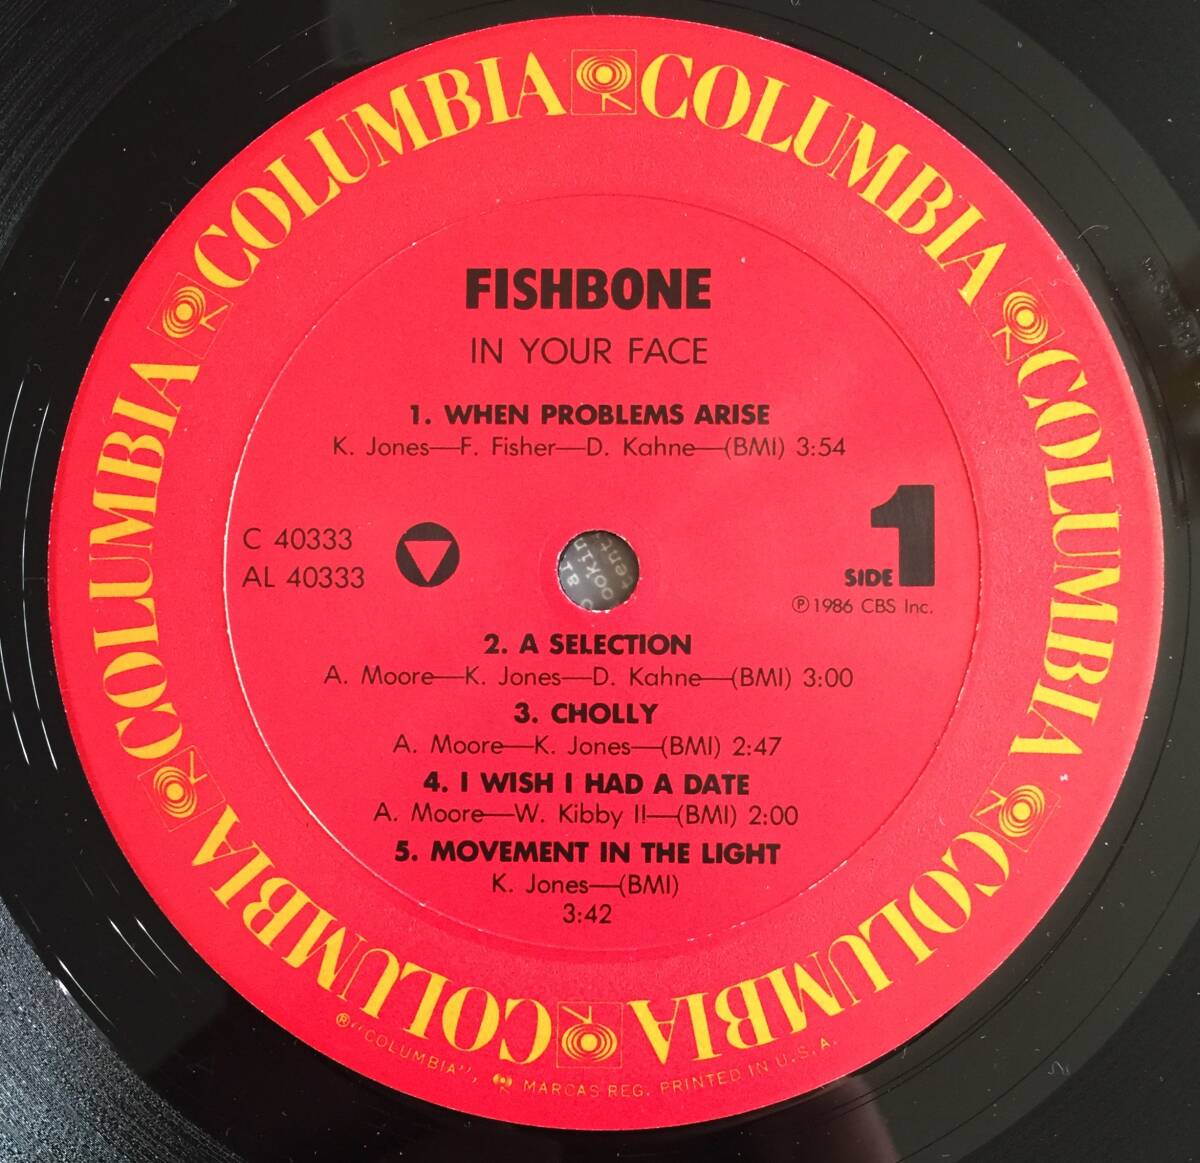 COLUMBIA COLUMBIA COLUMBIA COLUMBIA COLUMBIA COLUMBIA
FISHBONE
IN YOUR FACE
1. WHEN PROBLEMS ARISE
K. Jones—F. Fisher—D. Kahne—(BMI) 3:54
C 40333
AL 40333
SIDE 1
℗ 1986 CBS Inc.
2. A SELECTION
A. Moore—K. Jones—D. Kahne—(BMI) 3:00
3. CHOLLY
A. Moore—K. Jones—(BMI) 2:47
4. I WISH I HAD A DATE
A. Moore—W. Kibby II—(BMI) 2:00
5. MOVEMENT IN THE LIGHT
K. Jones—(BMI)
3:42
® "COLUMBIA", MARCAS REG. PRINTED IN U.S.A.